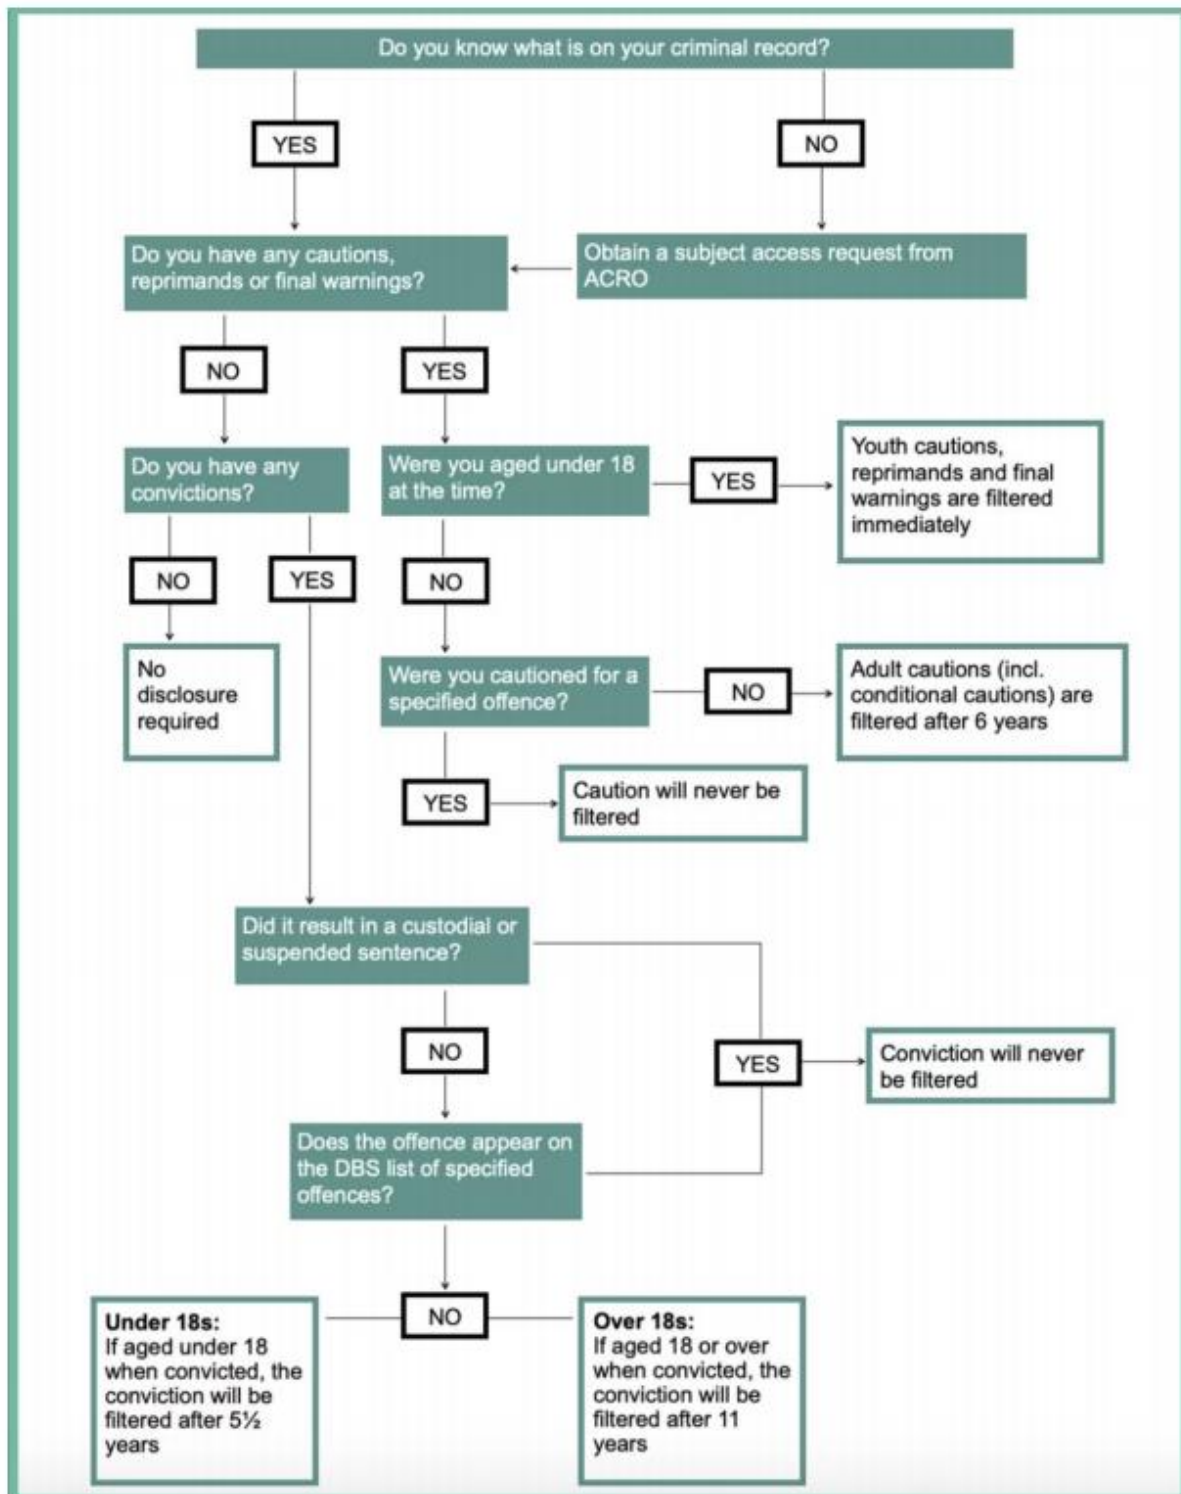 Do you know what is on your criminal record?
YES
NO
Do you have any cautions,
reprimands or final warnings?
Obtain a subject access request from
ACRO
NO
YES
Do you have any
convictions?
Were you aged under 18
at the time?
YES
Youth cautions,
reprimands and final
warnings are filtered
immediately
NO
YES
NO
No
disclosure
required
Were you cautioned for a
specified offence?
NO
Adult cautions (incl.
conditional cautions) are
filtered after 6 years
YES
Caution will never be
filtered
Did it result in a custodial or
suspended sentence?
NO
YES
Conviction will never
be filtered
Does the offence appear on
the DBS list of specified
offences?
NO
Under 18s:
If aged under 18
when convicted, the
conviction will be
filtered after 5½
years
Over 18s:
If aged 18 or over
when convicted, the
conviction will be
filtered after 11
years